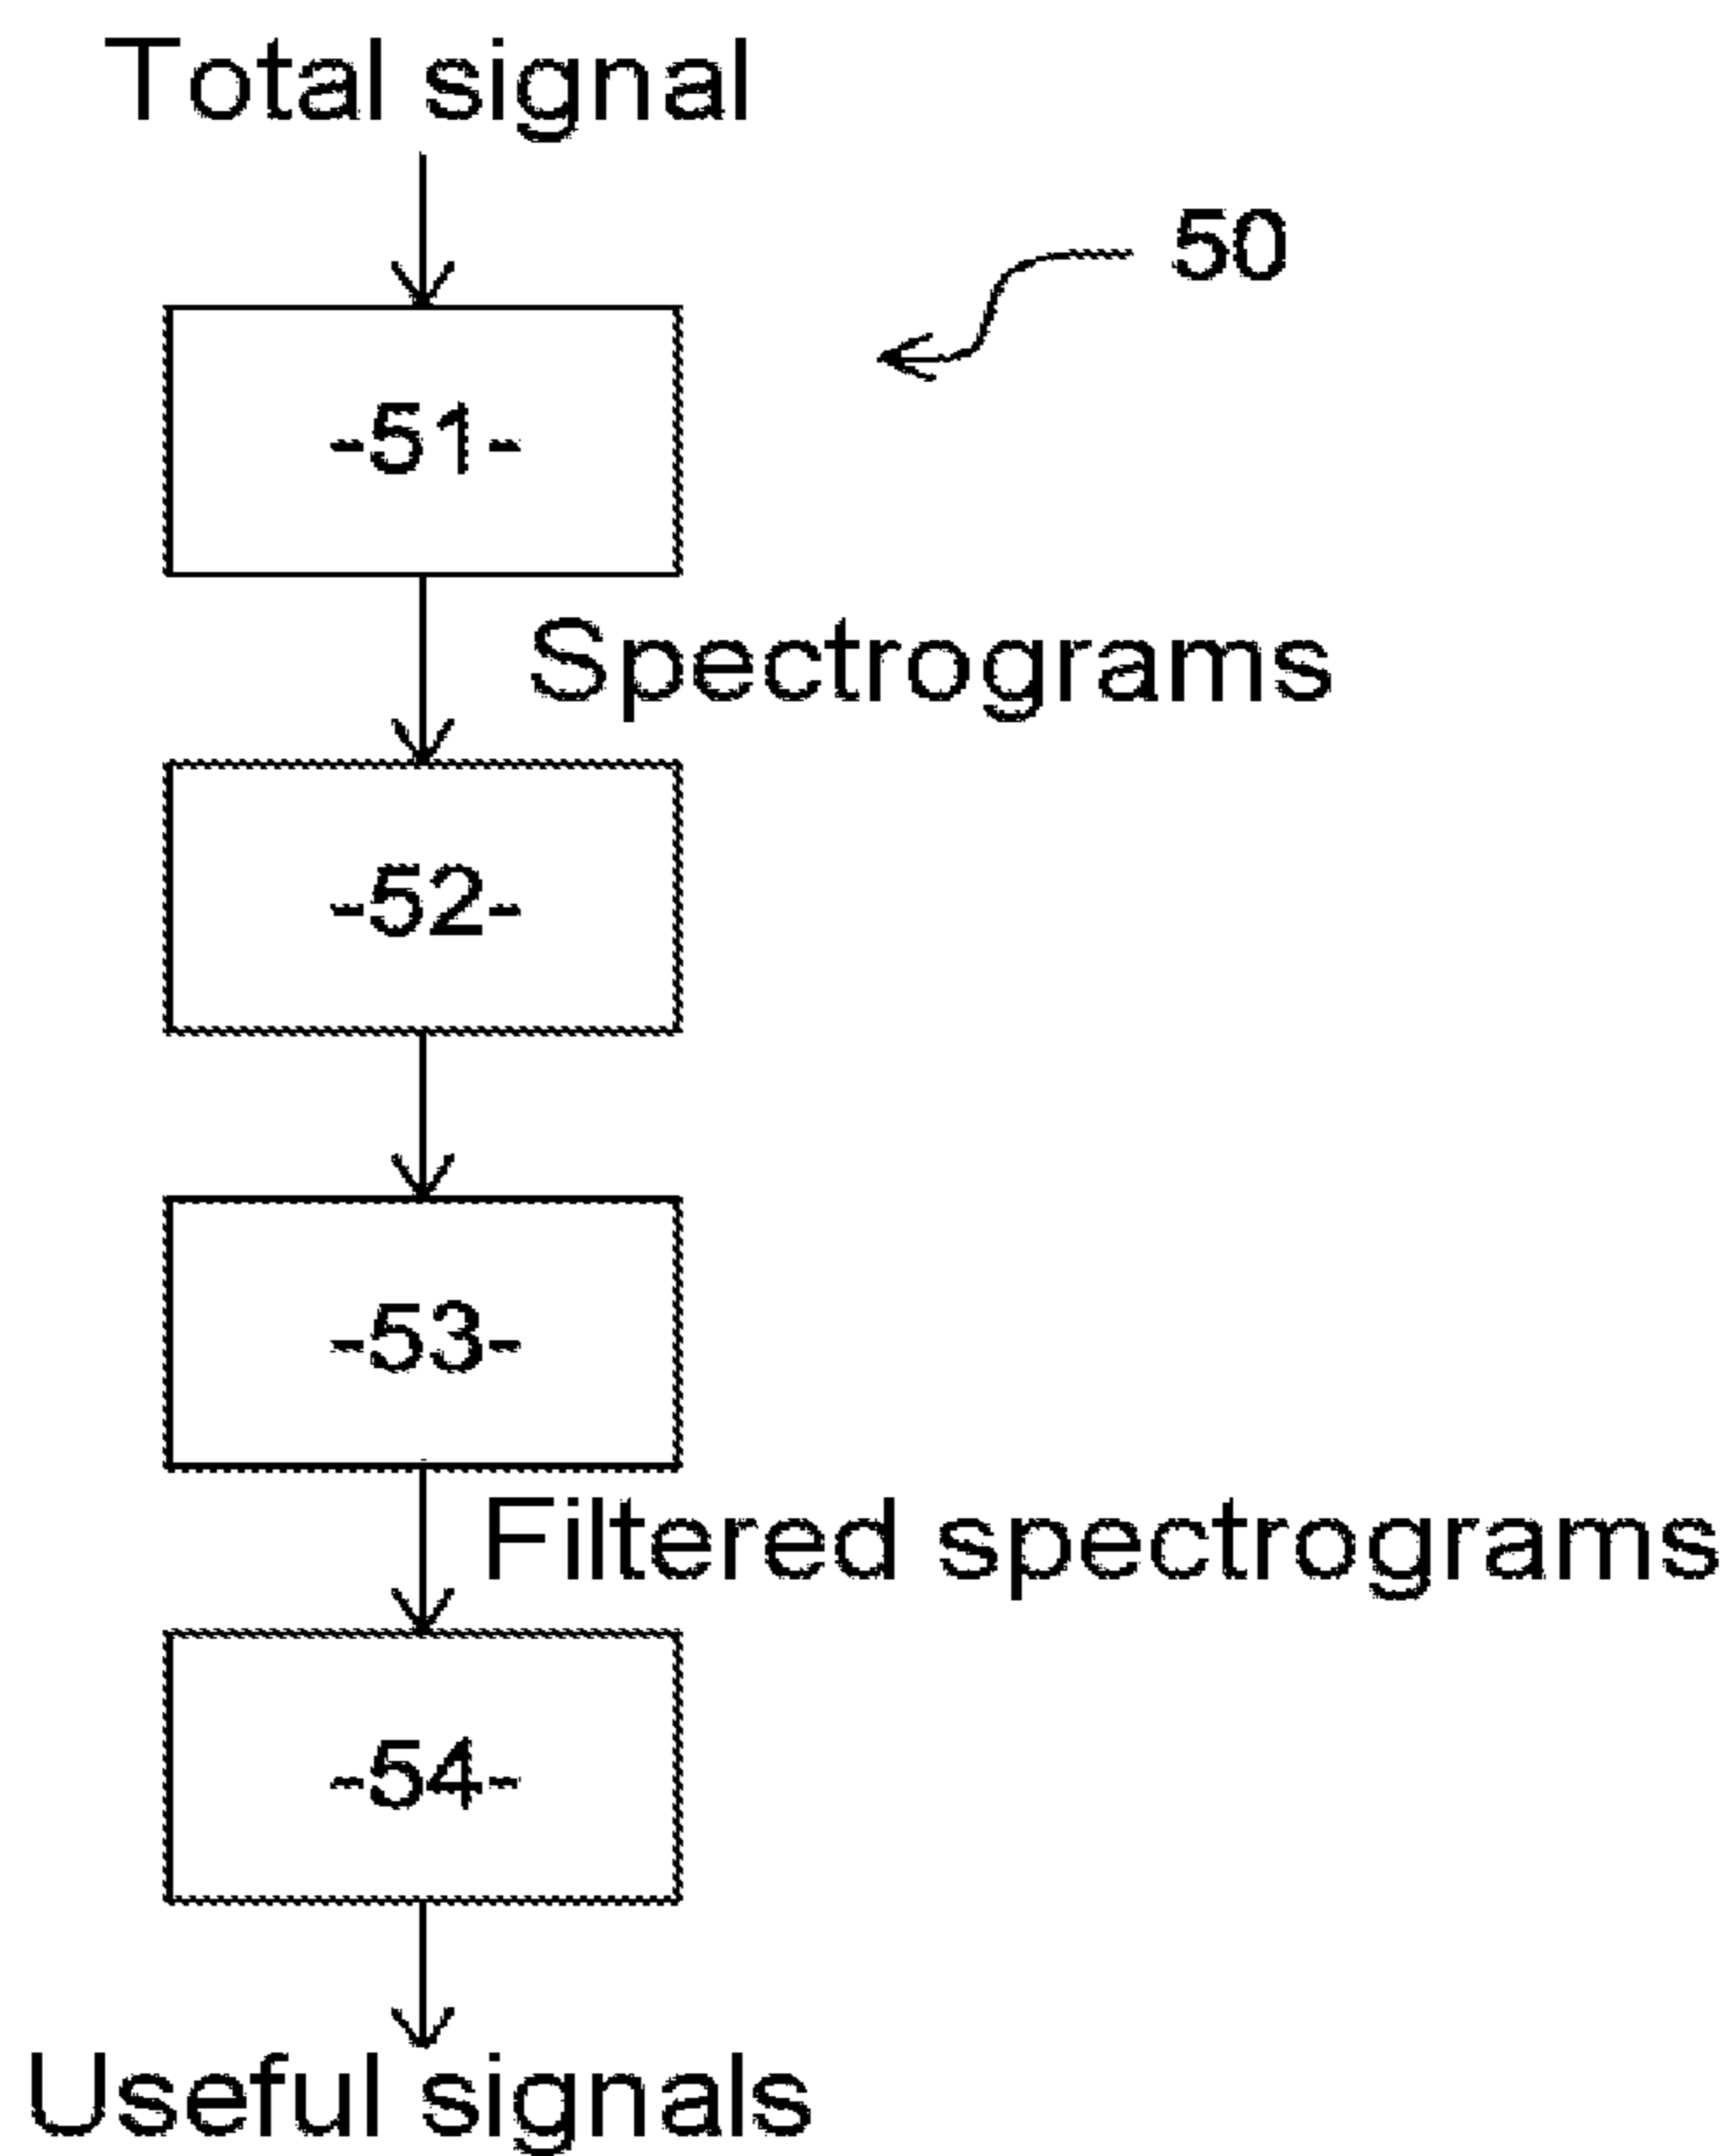 Total signal
50
-51-
Spectrograms
-52-
-53-
Filtered spectrograms
-54-
Useful signals